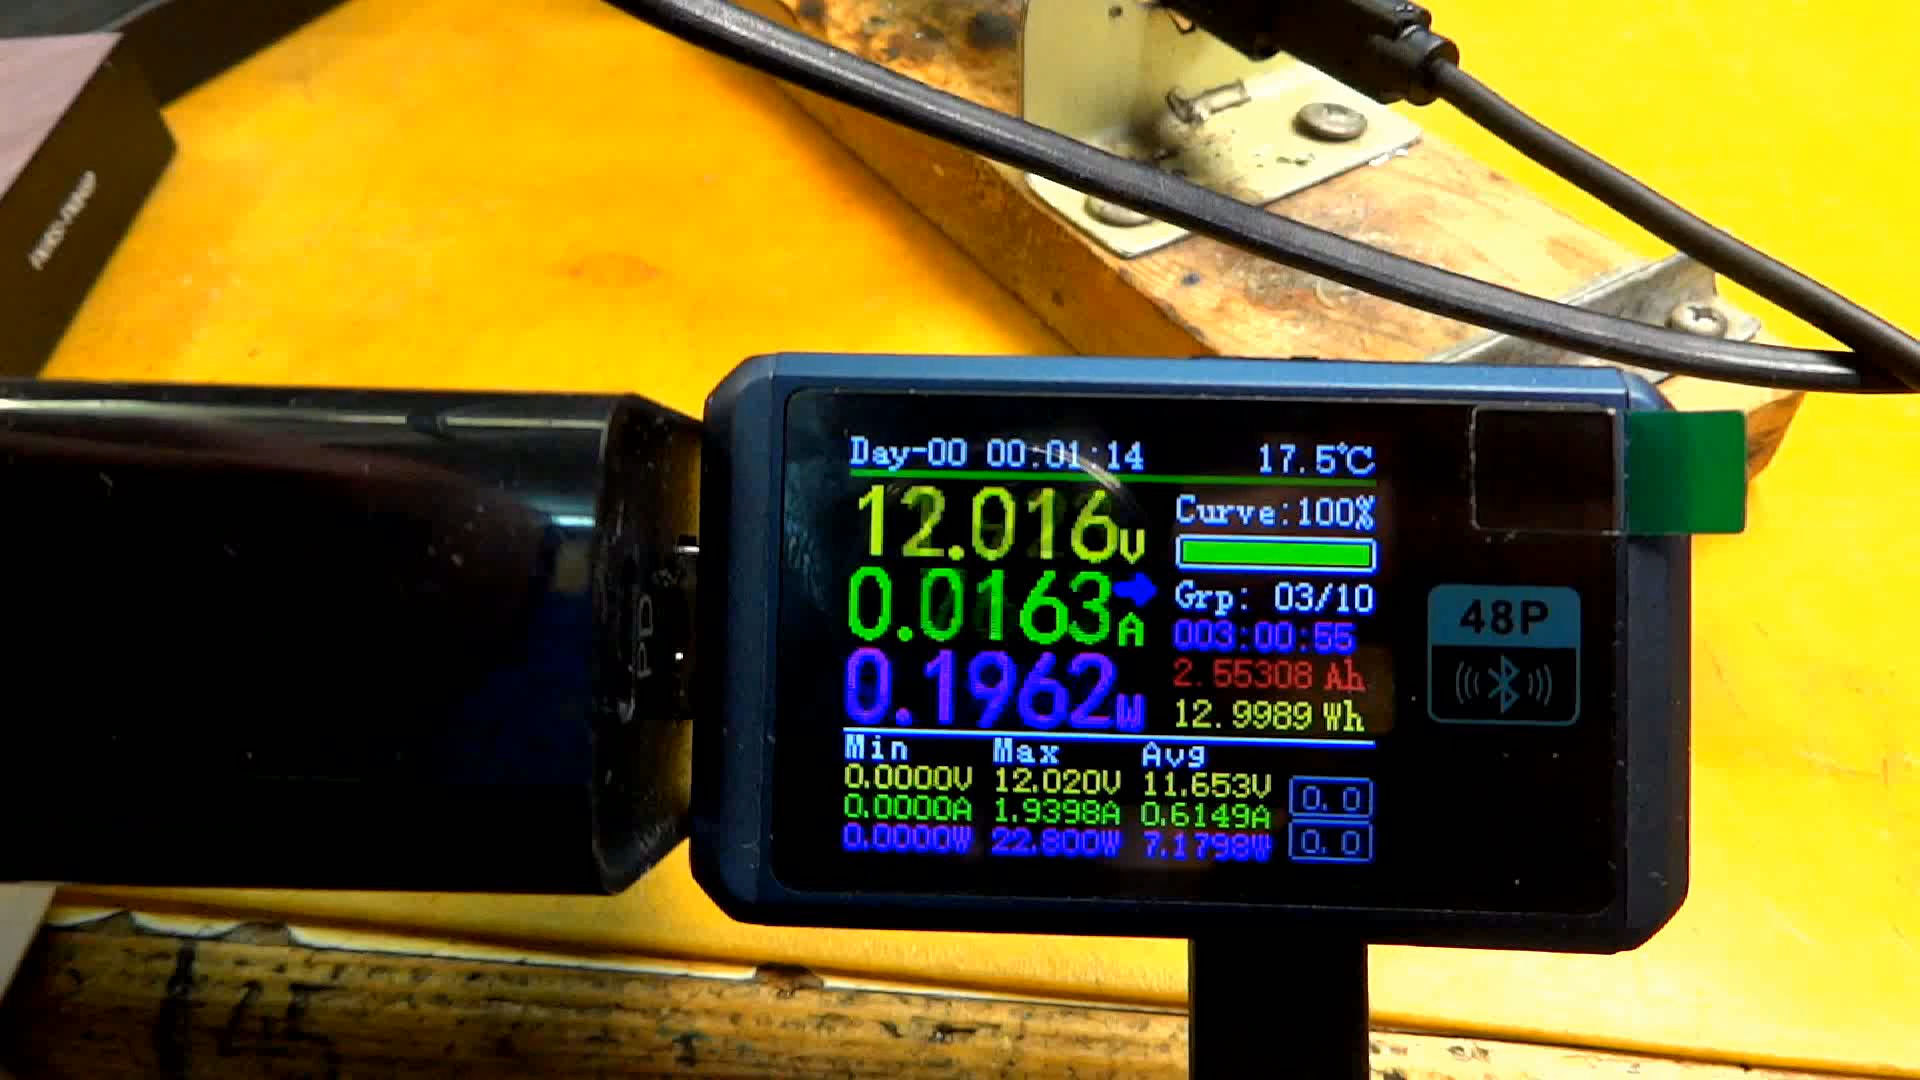 PD
Day-00 00:01:14 17.5℃
12.016V
0.0163A
0.1962W
Curve:100%
Grp: 03/10
003:00:55
2.55308 Ah
12.9989 Wh
Min Max Avg
0.0000V 12.020V 11.653V
0.0000A 1.9398A 0.6149A
0.0000W 22.800W 7.1798W
0.0
0.0
48P